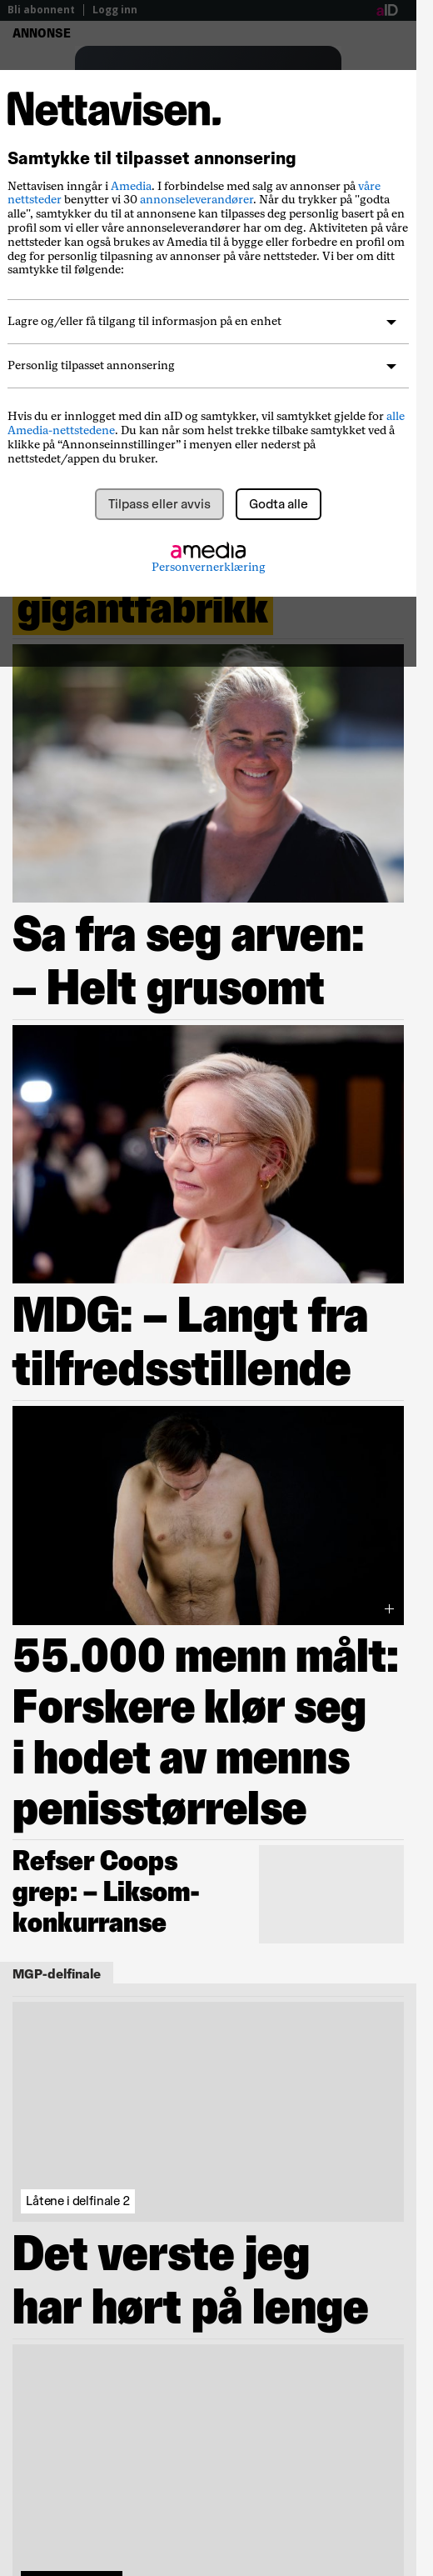 Bli abonnent | Logg inn aID
ANNONSE
Nettavisen.
Samtykke til tilpasset annonsering
Nettavisen inngår i Amedia. I forbindelse med salg av annonser på våre
nettsteder benytter vi 30 annonseleverandører. Når du trykker på "godta
alle", samtykker du til at annonsene kan tilpasses deg personlig basert på en
profil som vi eller våre annonseleverandører har om deg. Aktiviteten på våre
nettsteder kan også brukes av Amedia til å bygge eller forbedre en profil om
deg for personlig tilpasning av annonser på våre nettsteder. Vi ber om ditt
samtykke til følgende:
Lagre og/eller få tilgang til informasjon på en enhet
Personlig tilpasset annonsering
Hvis du er innlogget med din aID og samtykker, vil samtykket gjelde for alle
Amedia-nettstedene. Du kan når som helst trekke tilbake samtykket ved å
klikke på “Annonseinnstillinger” i menyen eller nederst på
nettstedet/appen du bruker.
Tilpass eller avvis
Godta alle
amedia
Personvernerklæring
gigantfabrikk
Sa fra seg arven:
– Helt grusomt
MDG: – Langt fra
tilfredsstillende
55.000 menn målt:
Forskere klør seg
i hodet av menns
penisstørrelse
Refser Coops
grep: – Liksom-
konkurranse
MGP-delfinale
Låtene i delfinale 2
Det verste jeg
har hørt på lenge